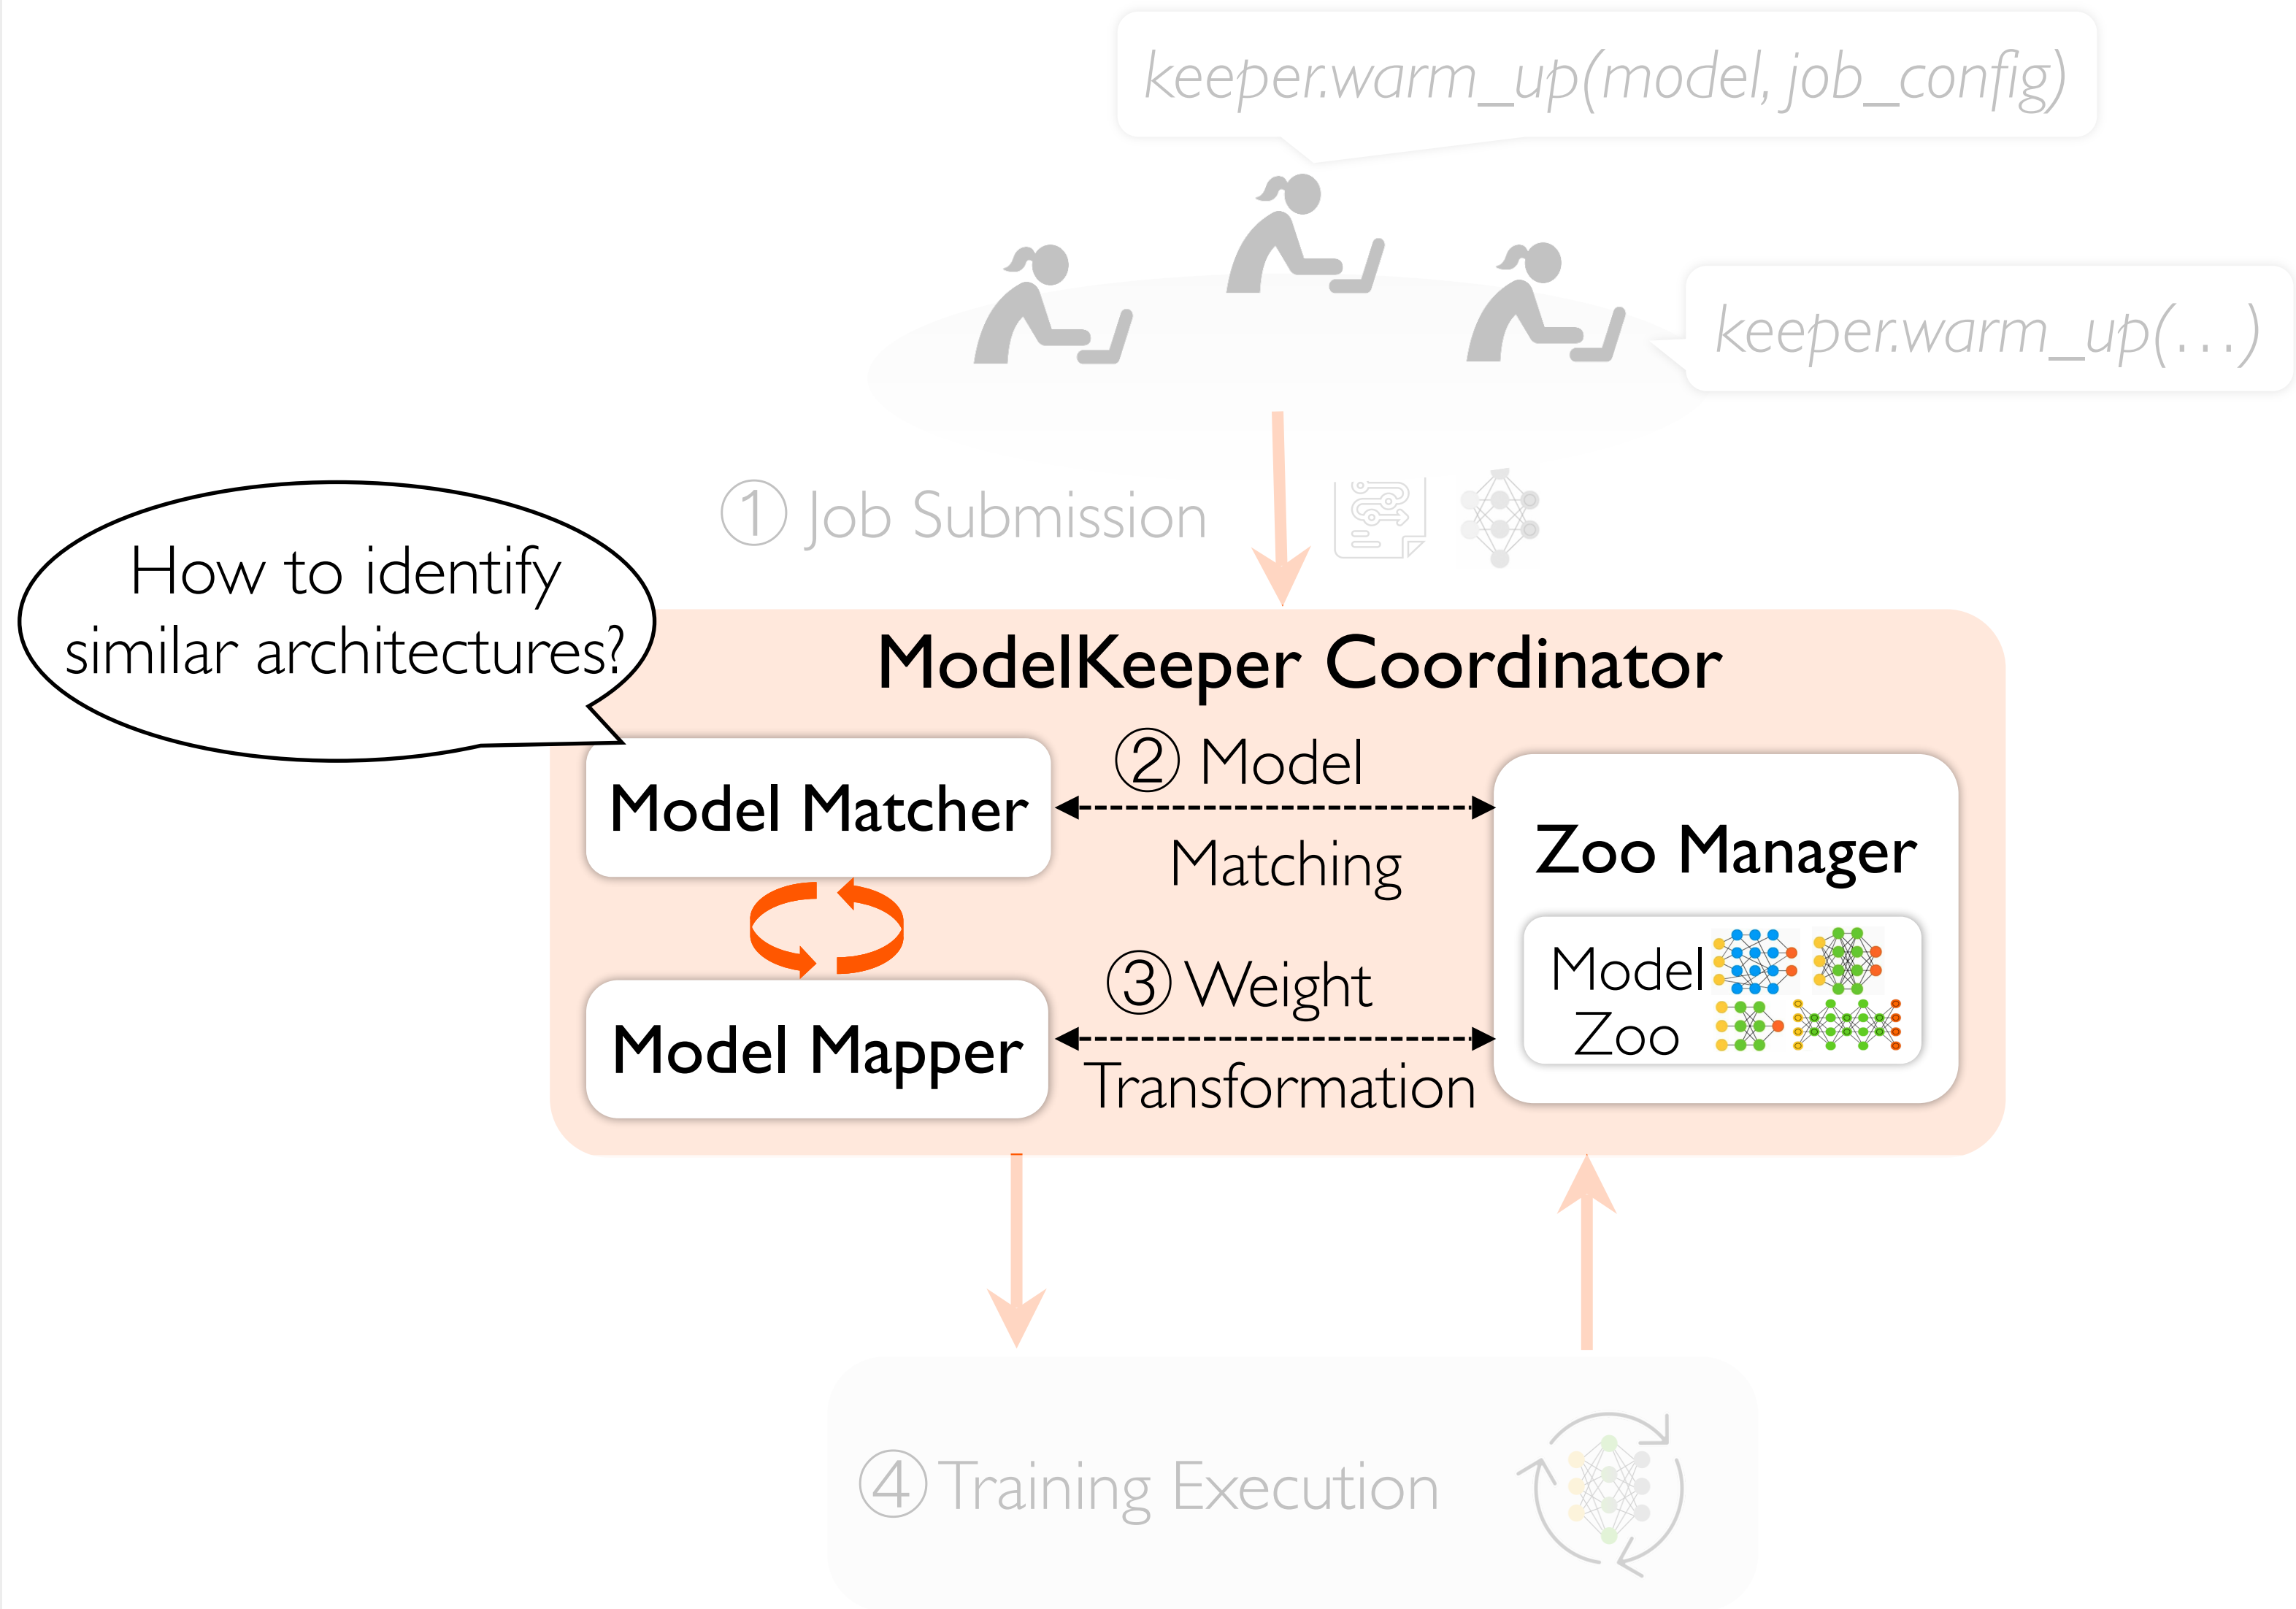 keeper.warm_up(model, job_config)
keeper.warm_up(…)
① Job Submission
How to identify
similar architectures?
ModelKeeper Coordinator
Model Matcher
② Model
Matching
Zoo Manager
Model
Zoo
③ Weight
Transformation
Model Mapper
④ Training Execution